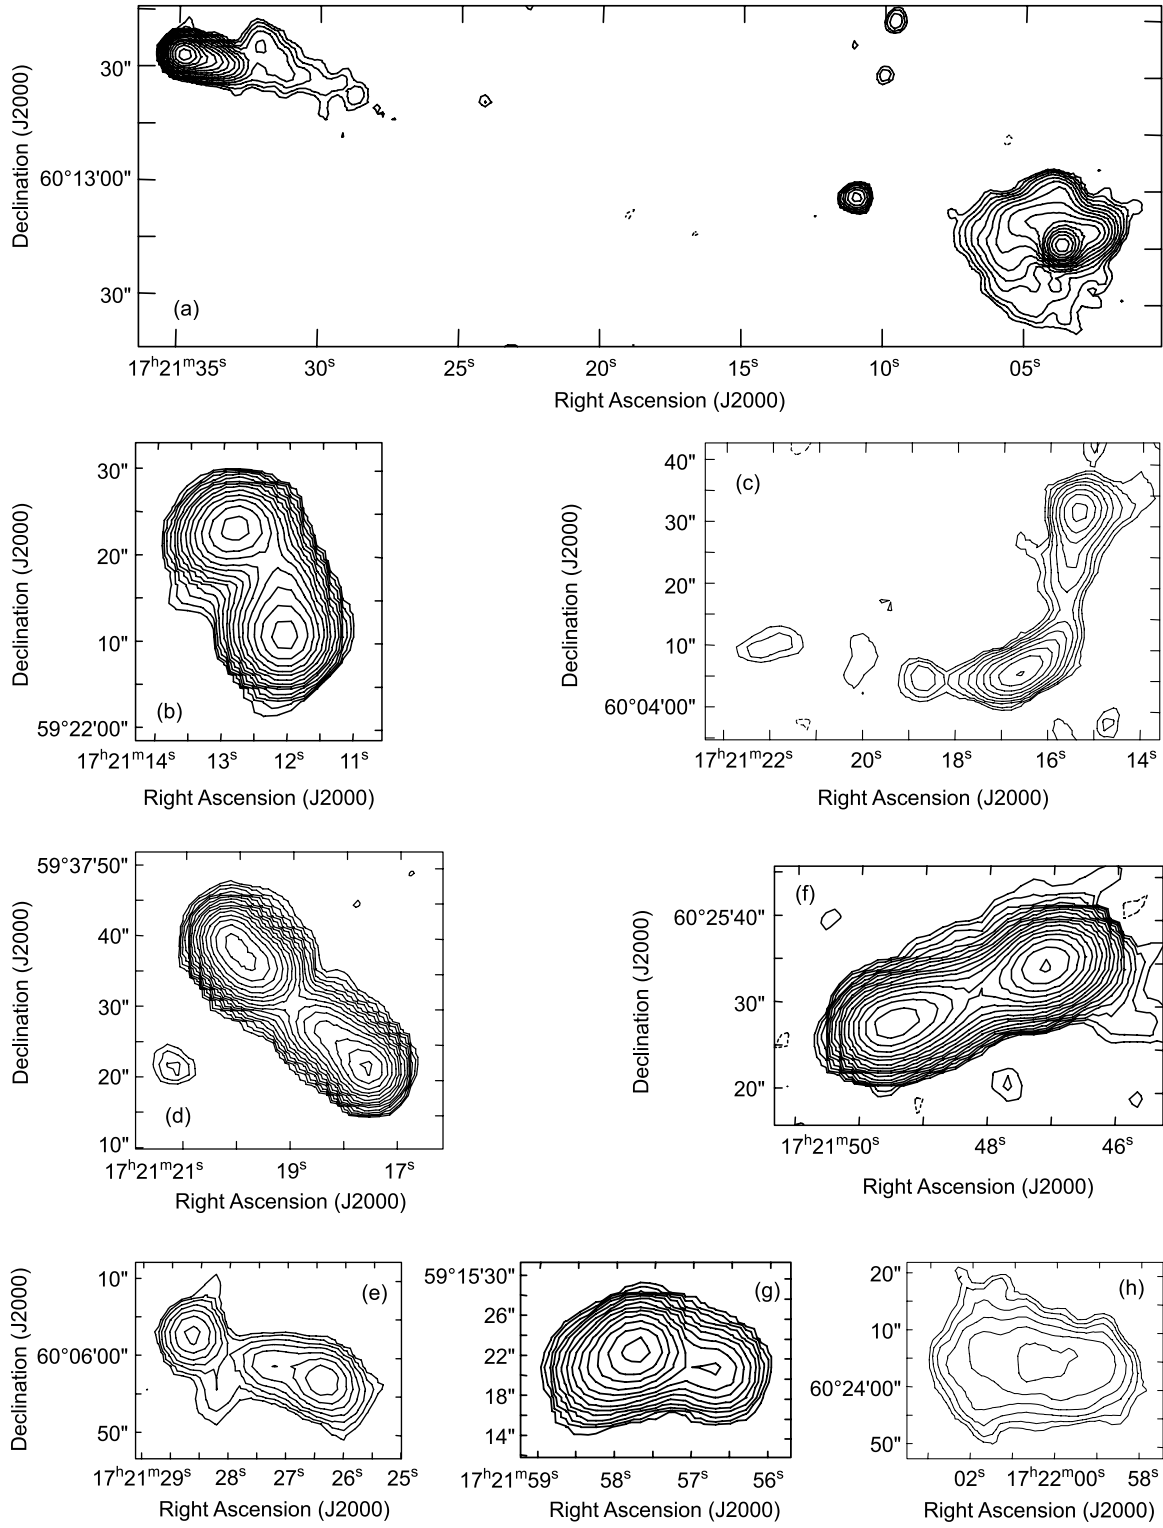 Declination (J2000)
30"
60°13'00"
30"
(a)
17ʰ21ᵐ35ˢ 30ˢ 25ˢ 20ˢ 15ˢ 10ˢ 05ˢ
Right Ascension (J2000)
Declination (J2000)
30"
20"
10"
59°22'00"
(b)
17ʰ21ᵐ14ˢ 13ˢ 12ˢ 11ˢ
Right Ascension (J2000)
Declination (J2000)
40"
30"
20"
10"
60°04'00"
(c)
17ʰ21ᵐ22ˢ 20ˢ 18ˢ 16ˢ 14ˢ
Right Ascension (J2000)
Declination (J2000)
59°37'50"
40"
30"
20"
10"
(d)
17ʰ21ᵐ21ˢ 19ˢ 17ˢ
Right Ascension (J2000)
Declination (J2000)
60°25'40"
30"
20"
(f)
17ʰ21ᵐ50ˢ 48ˢ 46ˢ
Right Ascension (J2000)
Declination (J2000)
10"
60°06'00"
50"
(e)
17ʰ21ᵐ29ˢ 28ˢ 27ˢ 26ˢ 25ˢ
Right Ascension (J2000)
59°15'30"
26"
22"
18"
14"
(g)
17ʰ21ᵐ59ˢ 58ˢ 57ˢ 56ˢ
Right Ascension (J2000)
20"
10"
60°24'00"
50"
(h)
02ˢ 17ʰ22ᵐ00ˢ 58ˢ
Right Ascension (J2000)